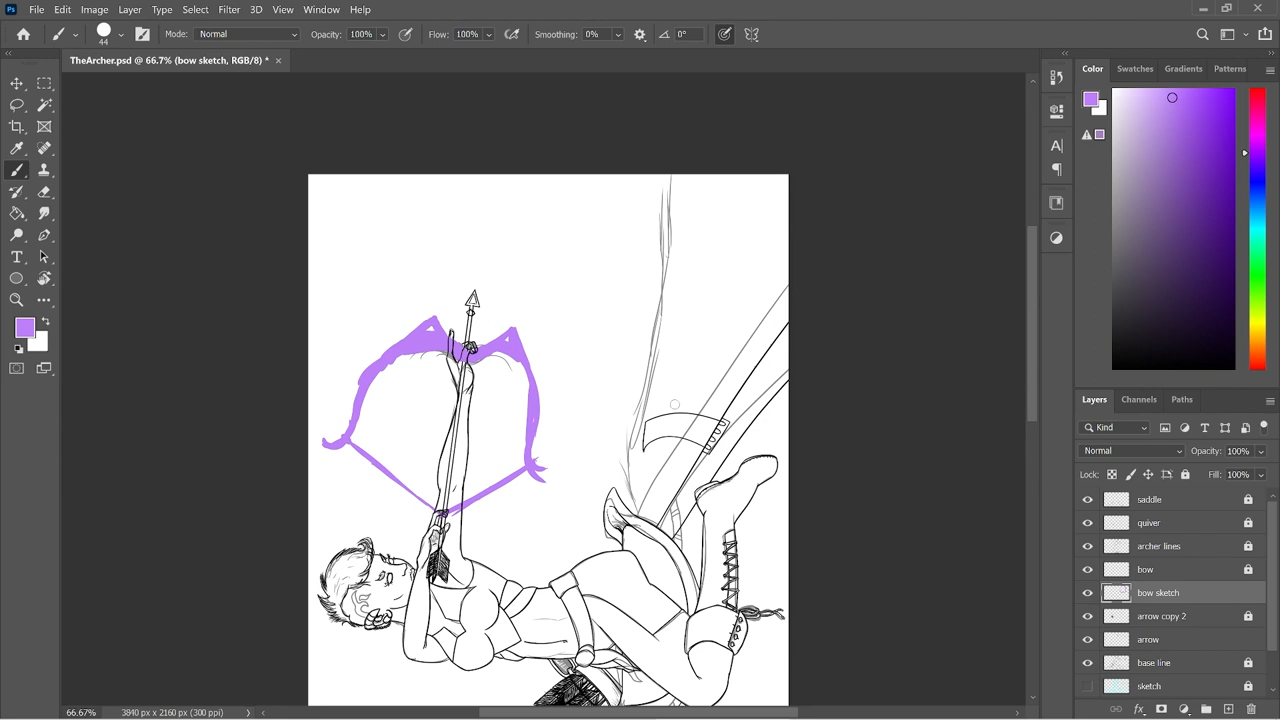 Ps File Edit Image Layer Type Select Filter 3D View Window Help
44 Mode: Normal Opacity: 100% Flow: 100% Smoothing: 0% 0°
TheArcher.psd @ 66.7% (bow sketch, RGB/8) * ×
Color Swatches Gradients Patterns
Layers Channels Paths
Kind
Normal Opacity: 100%
Lock: Fill: 100%
saddle
quiver
archer lines
bow
bow sketch
arrow copy 2
arrow
base line
sketch
66.67% 3840 px x 2160 px (300 ppi)